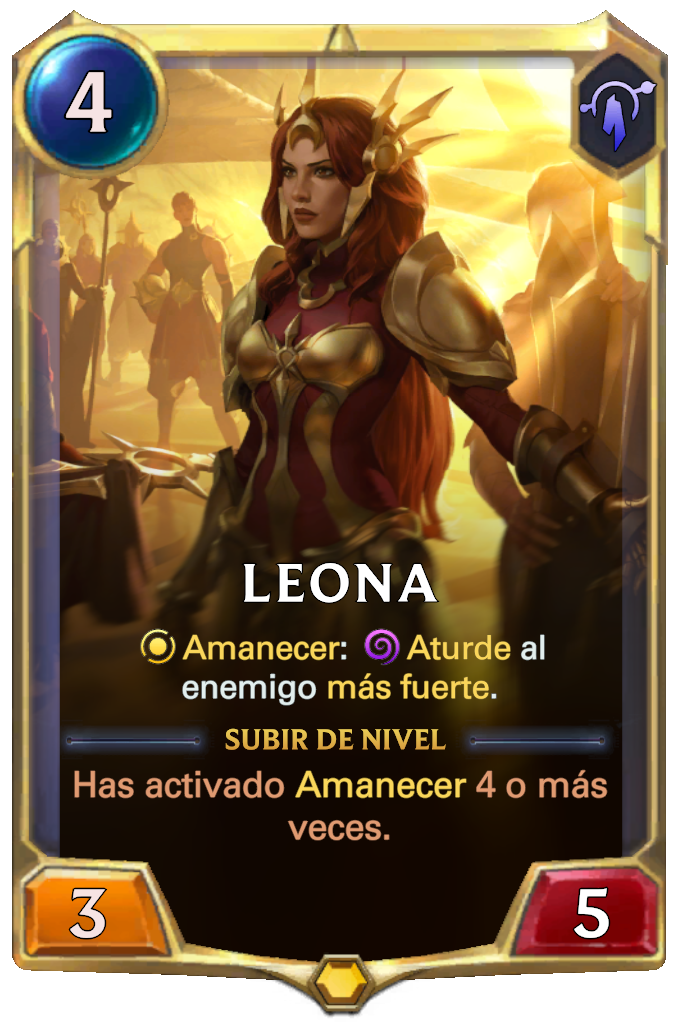 4
LEONA
Amanecer: Aturde al
enemigo más fuerte.
SUBIR DE NIVEL
Has activado Amanecer 4 o más
veces.
3
5